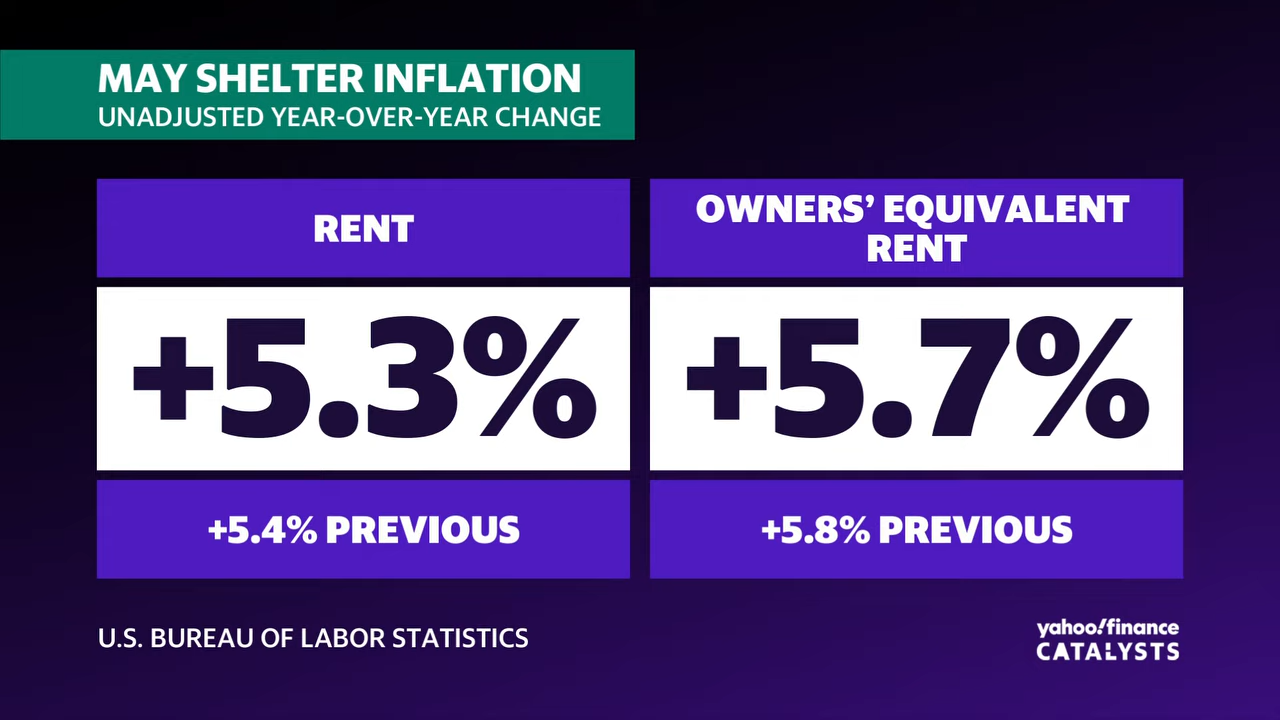 MAY SHELTER INFLATION
UNADJUSTED YEAR-OVER-YEAR CHANGE
RENT
+5.3%
+5.4% PREVIOUS
OWNERS’ EQUIVALENT
RENT
+5.7%
+5.8% PREVIOUS
U.S. BUREAU OF LABOR STATISTICS
yahoo!finance
CATALYSTS